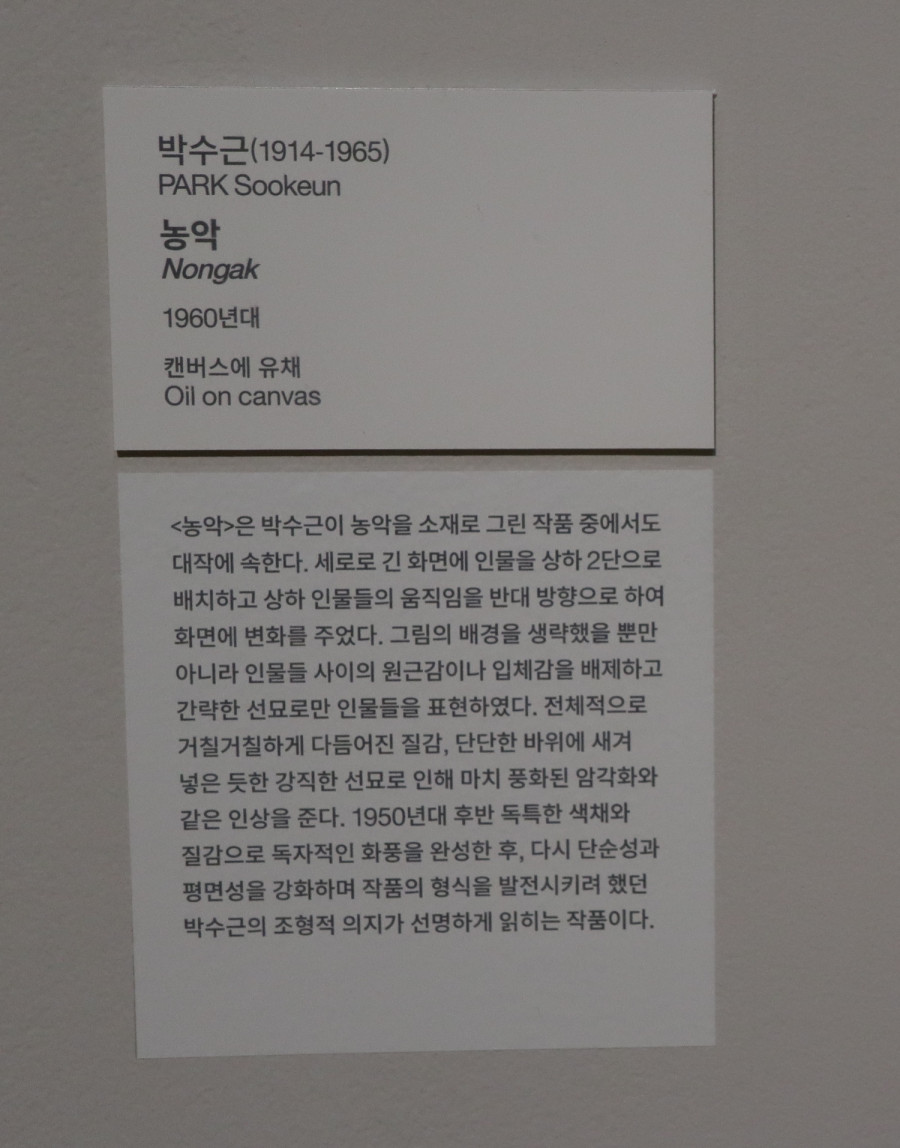 박수근(1914-1965)
PARK Sookeun
농악
Nongak
1960년대
캔버스에 유채
Oil on canvas
<농악>은 박수근이 농악을 소재로 그린 작품 중에서도
대작에 속한다. 세로로 긴 화면에 인물을 상하 2단으로
배치하고 상하 인물들의 움직임을 반대 방향으로 하여
화면에 변화를 주었다. 그림의 배경을 생략했을 뿐만
아니라 인물들 사이의 원근감이나 입체감을 배제하고
간략한 선묘로만 인물들을 표현하였다. 전체적으로
거칠거칠하게 다듬어진 질감, 단단한 바위에 새겨
넣은 듯한 강직한 선묘로 인해 마치 풍화된 암각화와
같은 인상을 준다. 1950년대 후반 독특한 색채와
질감으로 독자적인 화풍을 완성한 후, 다시 단순성과
평면성을 강화하며 작품의 형식을 발전시키려 했던
박수근의 조형적 의지가 선명하게 읽히는 작품이다.